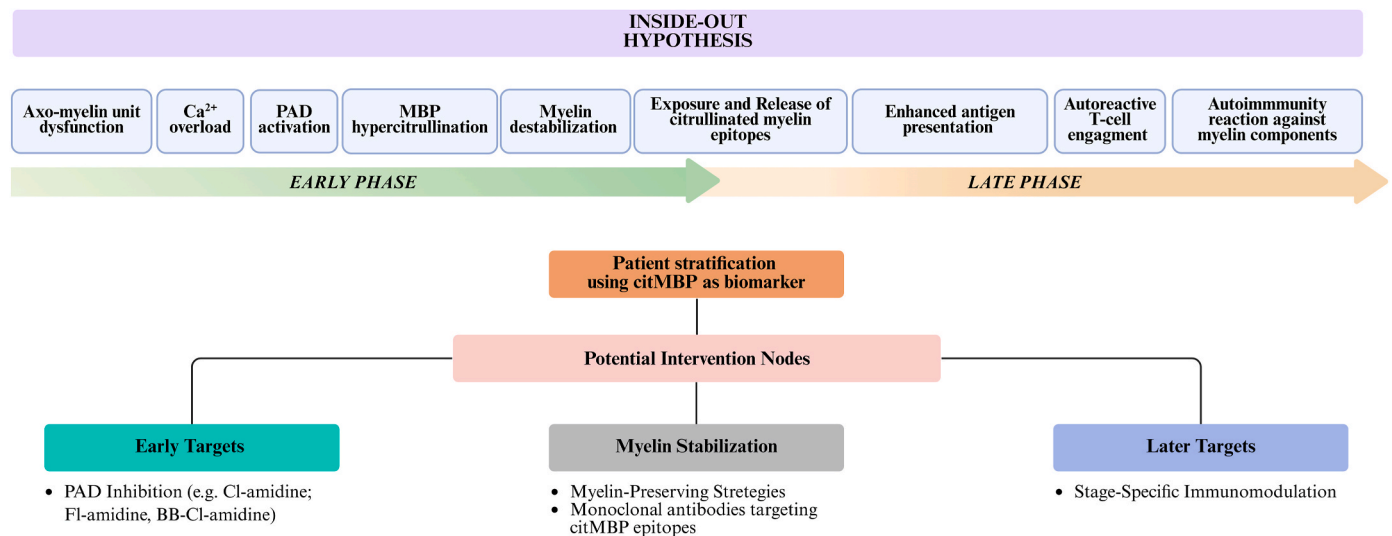 INSIDE-OUT
HYPOTHESIS
Axo-myelin unit
dysfunction
Ca²⁺
overload
PAD
activation
MBP
hypercitrullination
Myelin
destabilization
Exposure and Release of
citrullinated myelin
epitopes
Enhanced antigen
presentation
Autoreactive
T-cell
engagment
Autoimmmunity
reaction against
myelin components
EARLY PHASE
LATE PHASE
Patient stratification
using citMBP as biomarker
Potential Intervention Nodes
Early Targets
• PAD Inhibition (e.g. Cl-amidine;
Fl-amidine, BB-Cl-amidine)
Myelin Stabilization
• Myelin-Preserving Stretegies
• Monoclonal antibodies targeting
citMBP epitopes
Later Targets
• Stage-Specific Immunomodulation